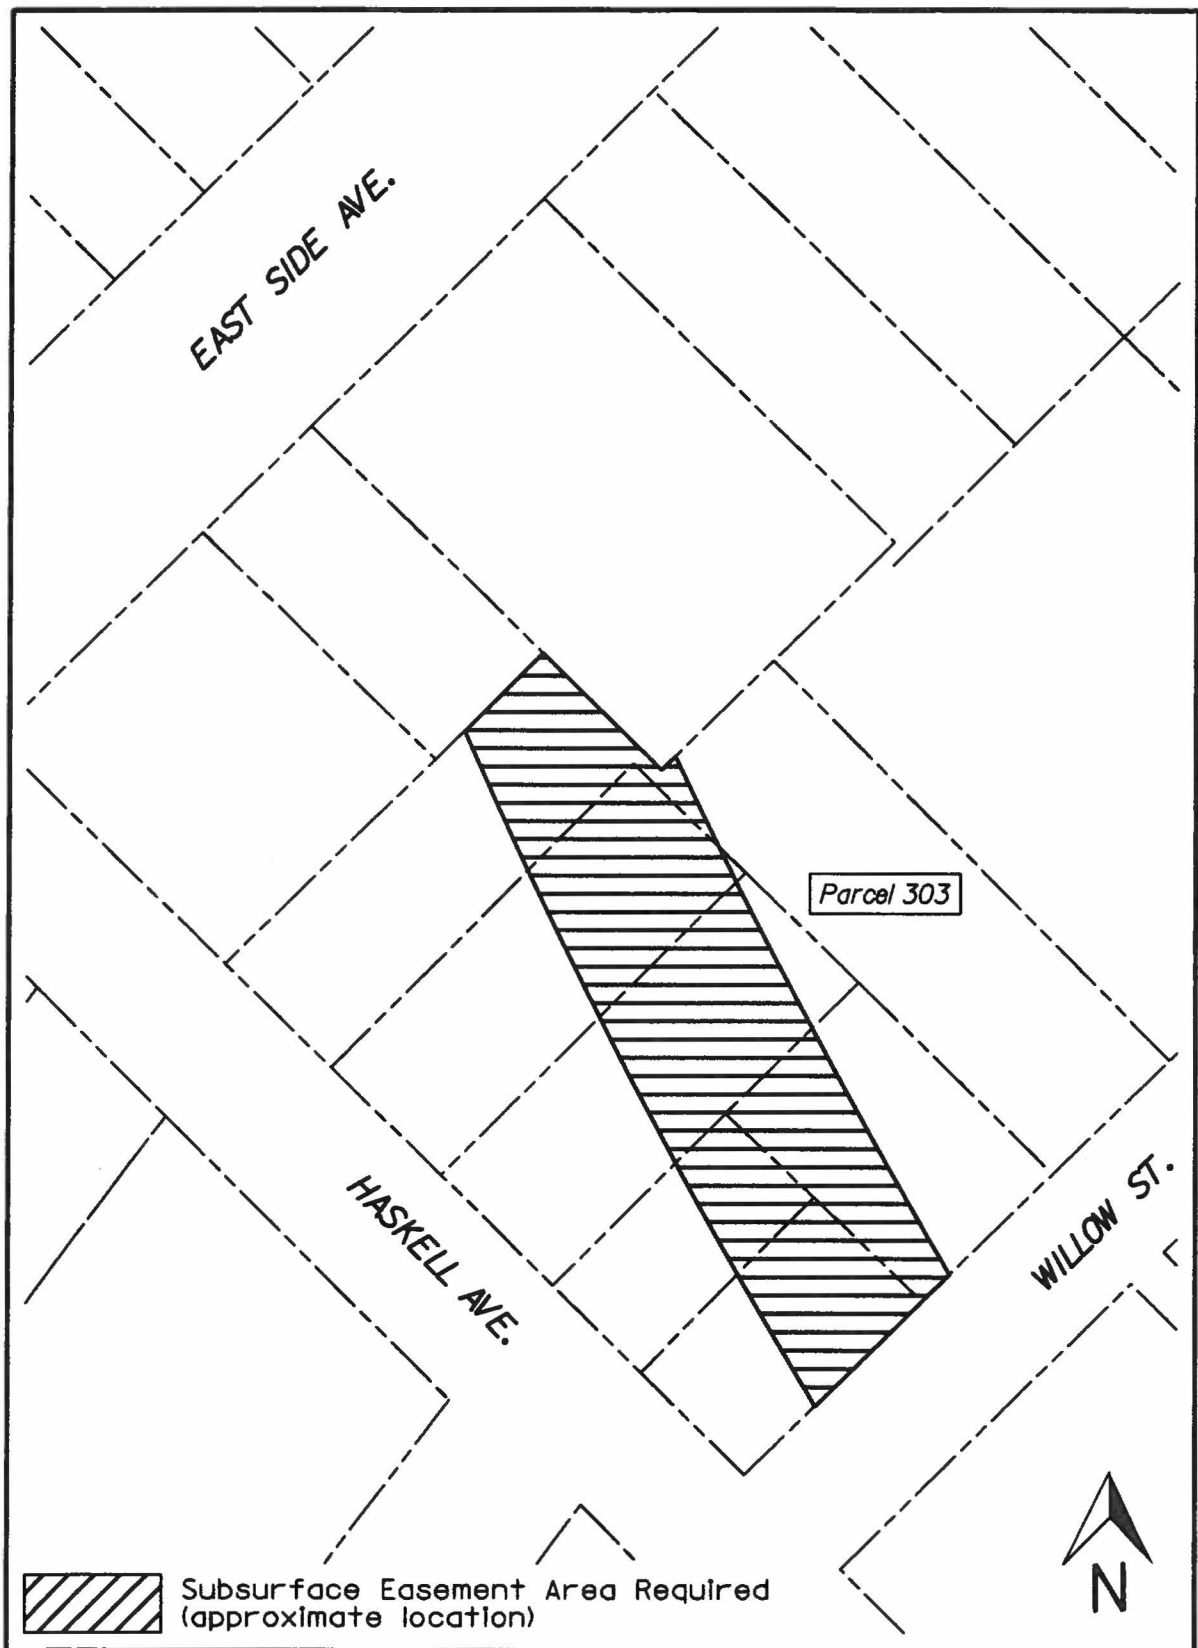 EAST SIDE AVE.
Parcel 303
HASKELL AVE.
WILLOW ST.
N
Subsurface Easement Area Required
(approximate location)